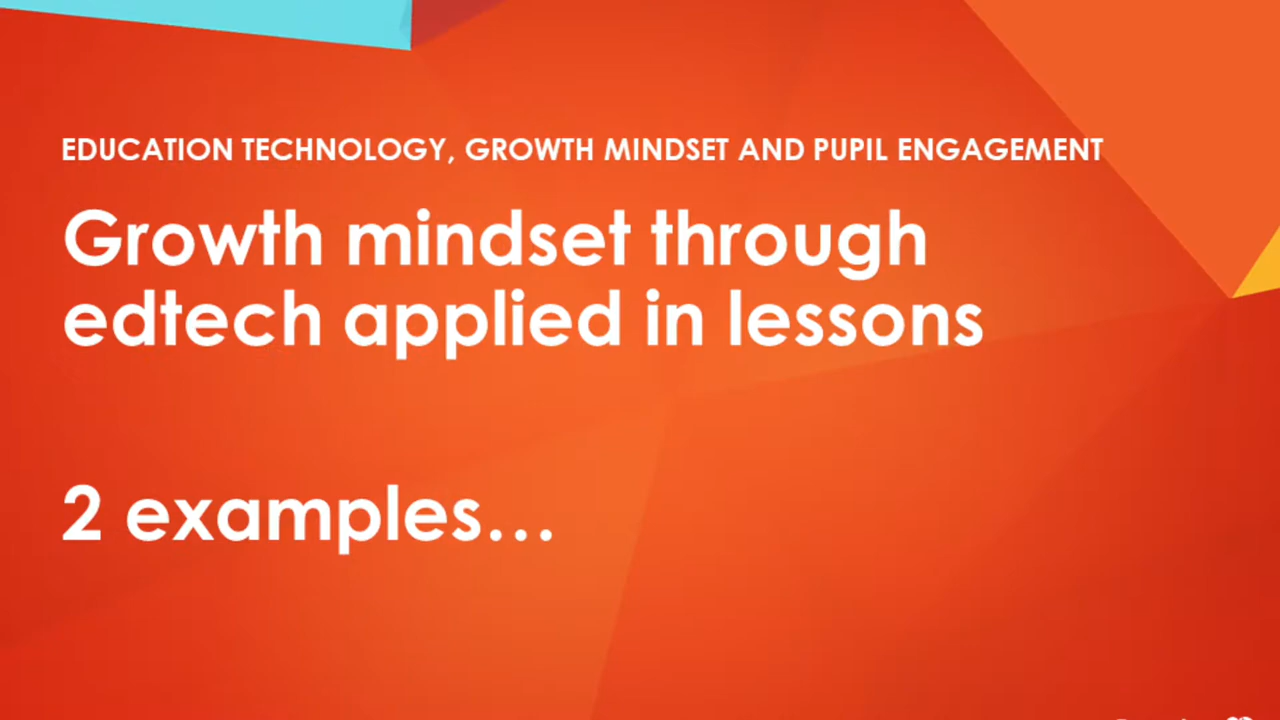 EDUCATION TECHNOLOGY, GROWTH MINDSET AND PUPIL ENGAGEMENT
Growth mindset through
edtech applied in lessons
2 examples...